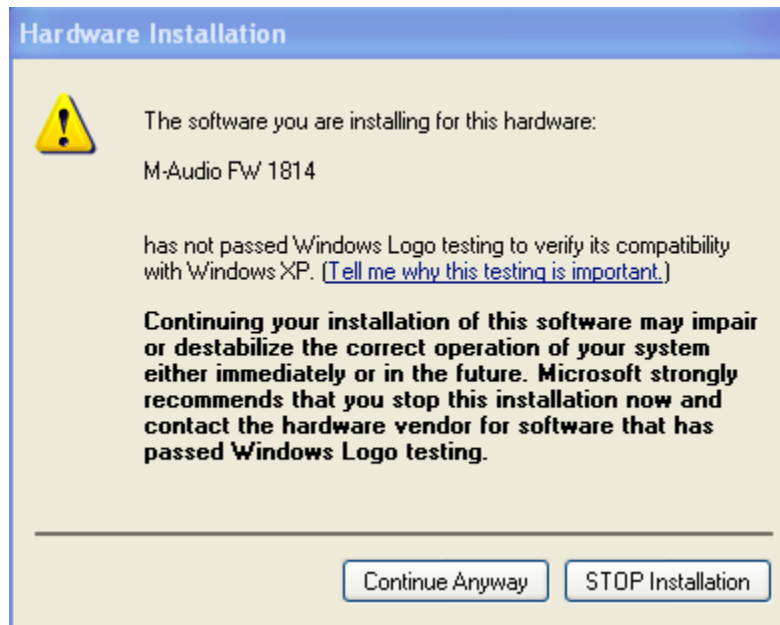 Hardware Installation
The software you are installing for this hardware:
M-Audio FW 1814
has not passed Windows Logo testing to verify its compatibility
with Windows XP. (Tell me why this testing is important.)
Continuing your installation of this software may impair
or destabilize the correct operation of your system
either immediately or in the future. Microsoft strongly
recommends that you stop this installation now and
contact the hardware vendor for software that has
passed Windows Logo testing.
Continue Anyway
STOP Installation